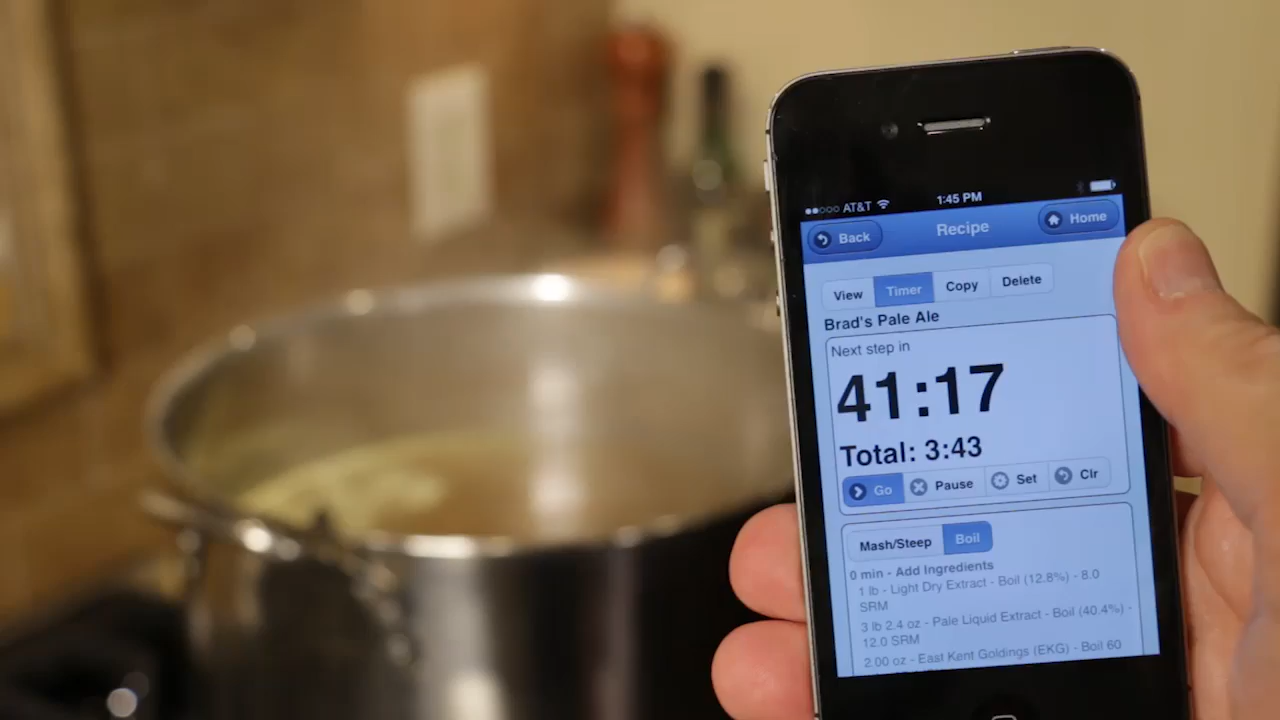 AT&T 1:45 PM
Back Recipe Home
View Timer Copy Delete
Brad's Pale Ale
Next step in
41:17
Total: 3:43
Go Pause Set Clr
Mash/Steep Boil
0 min - Add Ingredients
1 lb - Light Dry Extract - Boil (12.8%) - 8.0
SRM
3 lb 2.4 oz - Pale Liquid Extract - Boil (40.4%) -
12.0 SRM
2.00 oz - East Kent Goldings (EKG) - Boil 60